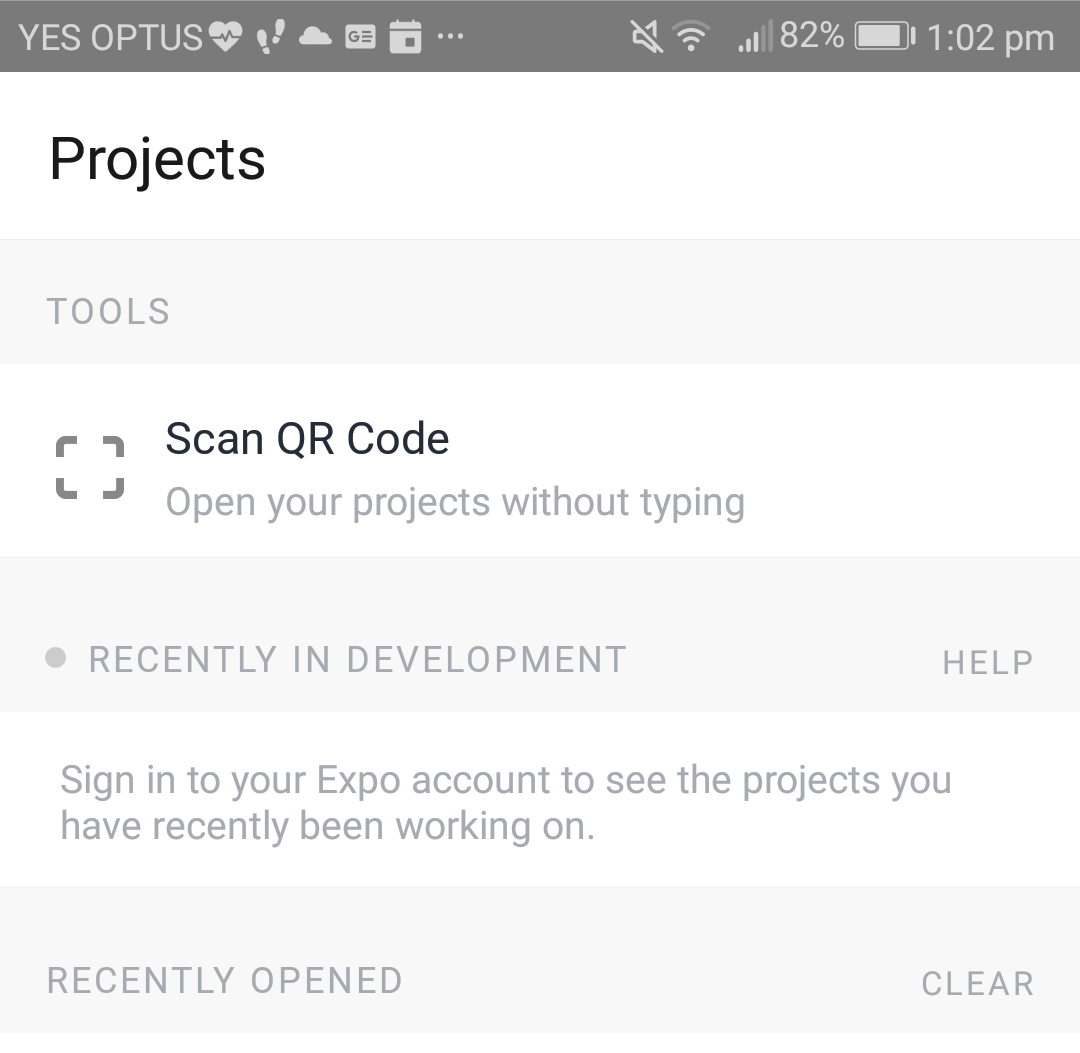 YES OPTUS 82% 1:02 pm
Projects
TOOLS
Scan QR Code
Open your projects without typing
RECENTLY IN DEVELOPMENT HELP
Sign in to your Expo account to see the projects you
have recently been working on.
RECENTLY OPENED CLEAR